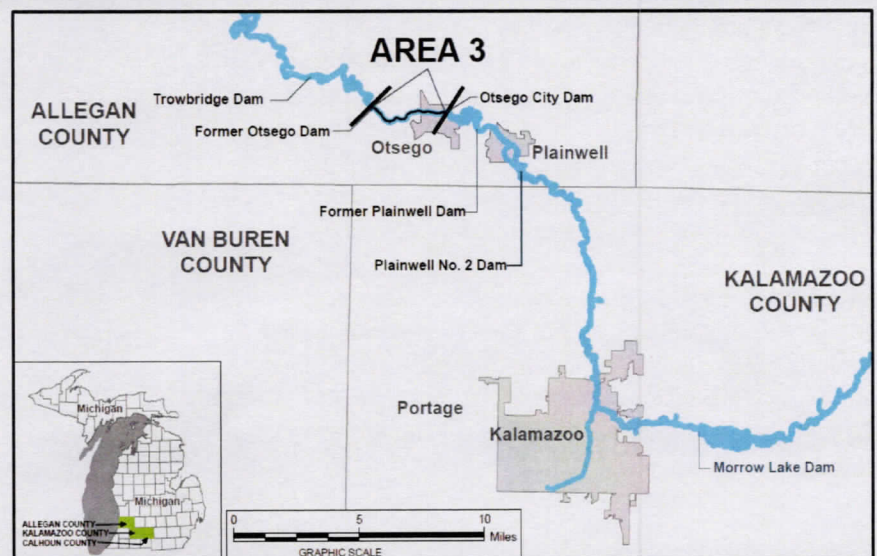 AREA 3
Trowbridge Dam
Otsego City Dam
ALLEGAN
COUNTY
Former Otsego Dam
Otsego
Plainwell
Former Plainwell Dam
VAN BUREN
COUNTY
Plainwell No. 2 Dam
KALAMAZOO
COUNTY
Portage
Kalamazoo
Morrow Lake Dam
Michigan
Michigan
ALLEGAN COUNTY
KALAMAZOO COUNTY
CALHOUN COUNTY
0 5 10
Miles
GRAPHIC SCALE